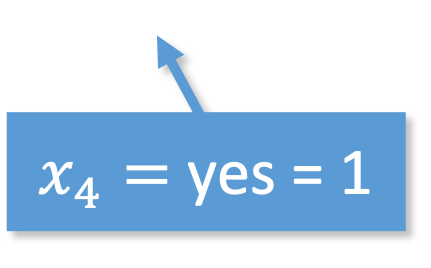 x₄ = yes = 1